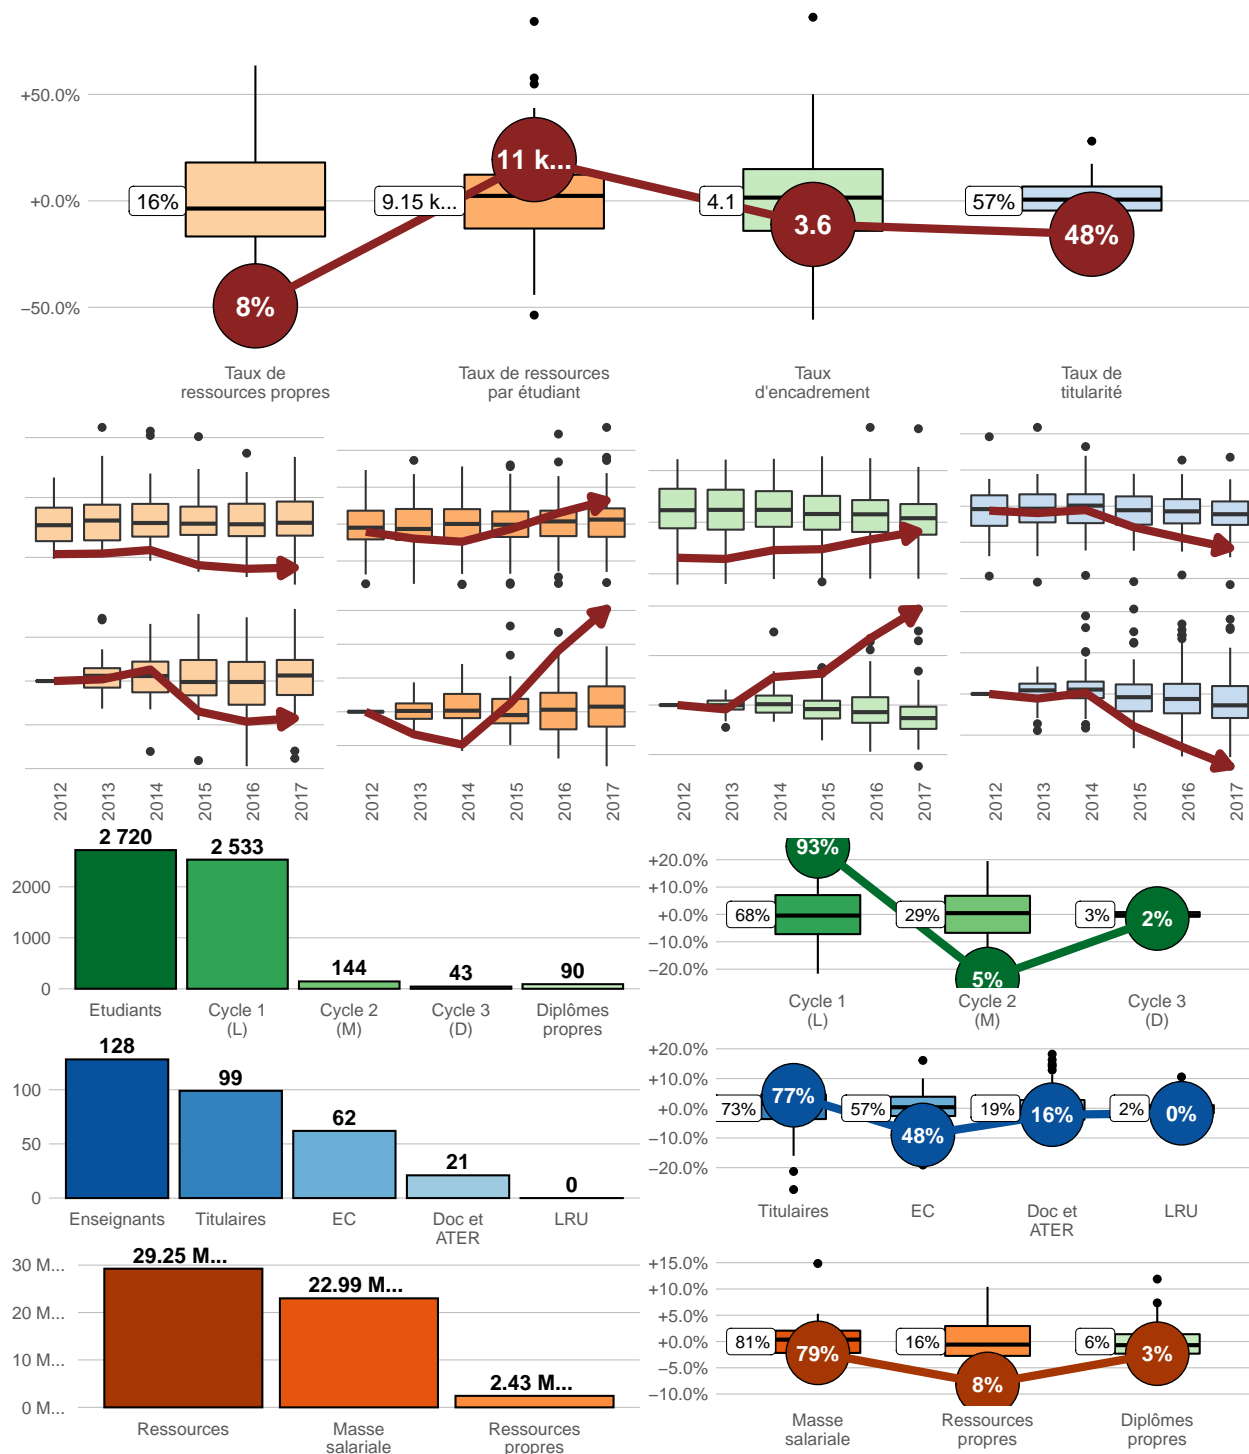 +50.0%
+0.0%
−50.0%
16%
9.15 k...
4.1
57%
8%
11 k...
3.6
48%
Taux de
ressources propres
Taux de ressources
par étudiant
Taux
d'encadrement
Taux de
titularité
2012
2013
2014
2015
2016
2017
2012
2013
2014
2015
2016
2017
2012
2013
2014
2015
2016
2017
2012
2013
2014
2015
2016
2017
2000
1000
0
2 720
2 533
144
43
90
Etudiants
Cycle 1
(L)
Cycle 2
(M)
Cycle 3
(D)
Diplômes
propres
+20.0%
+10.0%
+0.0%
−10.0%
−20.0%
68%
29%
3%
93%
5%
2%
Cycle 1
(L)
Cycle 2
(M)
Cycle 3
(D)
100
50
0
128
99
62
21
0
Enseignants
Titulaires
EC
Doc et
ATER
LRU
+20.0%
+10.0%
+0.0%
−10.0%
−20.0%
73%
57%
19%
2%
77%
48%
16%
0%
Titulaires
EC
Doc et
ATER
LRU
30 M...
20 M...
10 M...
0 M...
29.25 M...
22.99 M...
2.43 M...
Ressources
Masse
salariale
Ressources
propres
+15.0%
+10.0%
+5.0%
+0.0%
−5.0%
−10.0%
81%
16%
6%
79%
8%
3%
Masse
salariale
Ressources
propres
Diplômes
propres